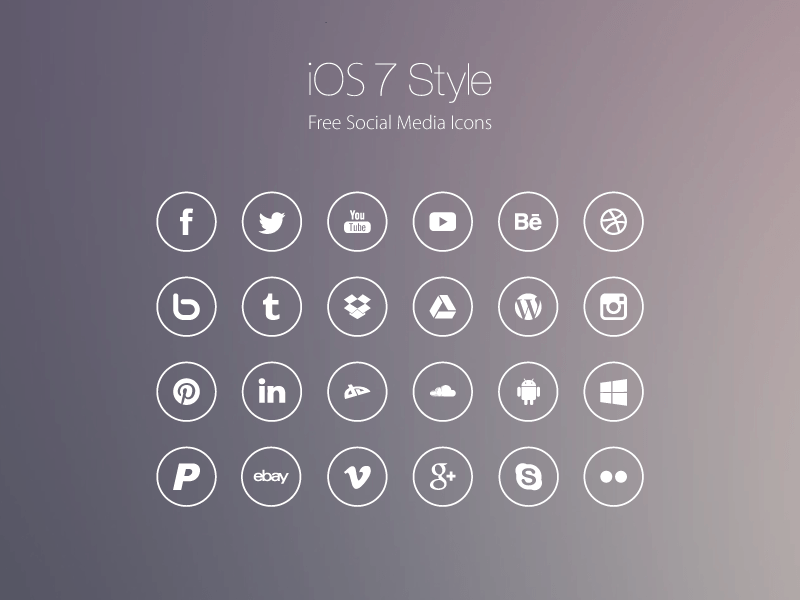 iOS 7 Style
Free Social Media Icons
f
You
Tube
Bē
t
W
in
P
ebay
v
g+
S